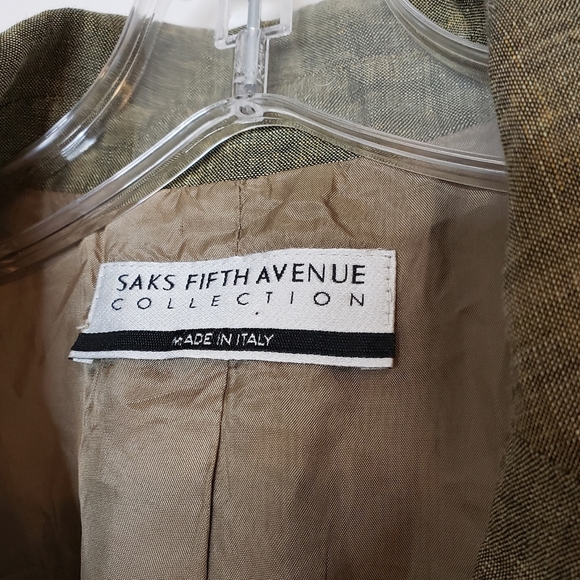 SAKS FIFTH AVENUE
COLLECTION
MADE IN ITALY